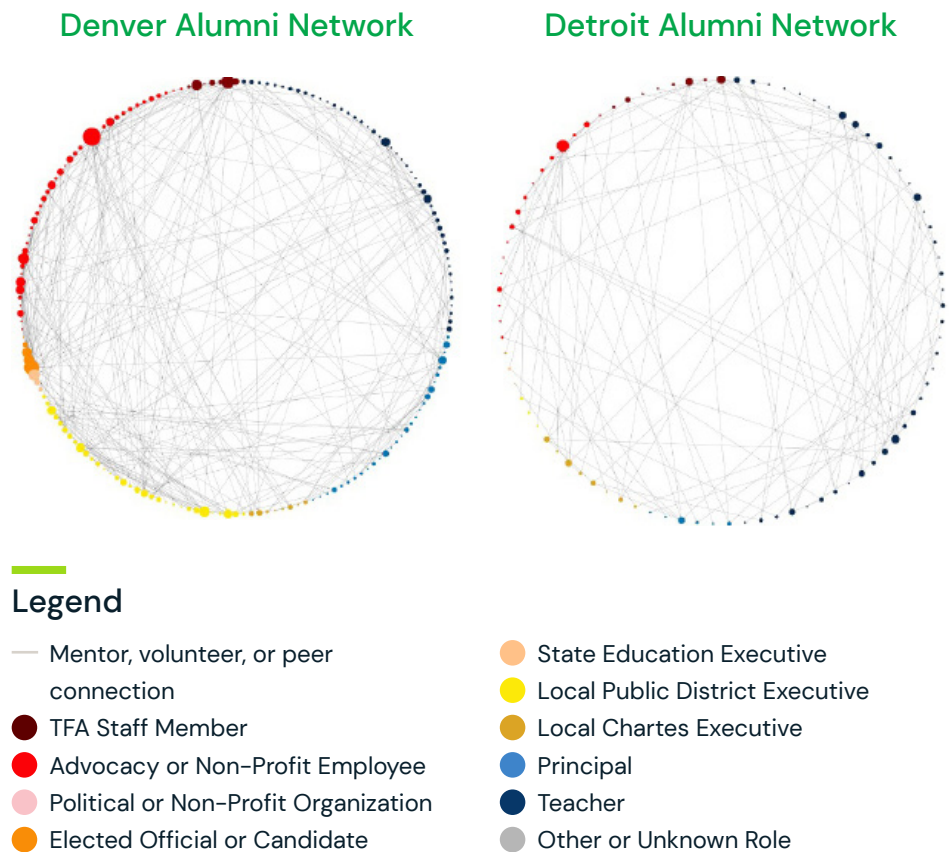 Denver Alumni Network
Detroit Alumni Network
Legend
Mentor, volunteer, or peer
connection
TFA Staff Member
Advocacy or Non-Profit Employee
Political or Non-Profit Organization
Elected Official or Candidate
State Education Executive
Local Public District Executive
Local Chartes Executive
Principal
Teacher
Other or Unknown Role